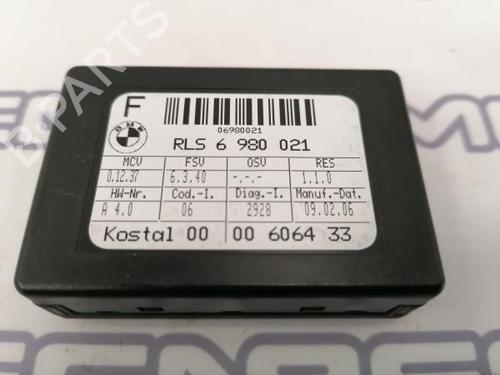 F
06980021
BMW
RLS 6 980 021
MCV FSV OSV RES
0.12.37 6.3.40 -.-.- 1.1.0
HW-Nr. Cod.-I. Diag.-I. Manuf.-Dat.
A 4.0 06 2928 09.02.06
Kostal 00 00 6064 33
B-PARTS